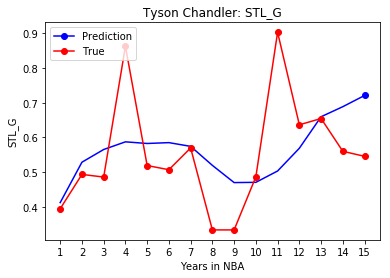 Tyson Chandler: STL_G
Prediction
True
0.9
0.8
0.7
0.6
0.5
0.4
STL_G
1 2 3 4 5 6 7 8 9 10 11 12 13 14 15
Years in NBA